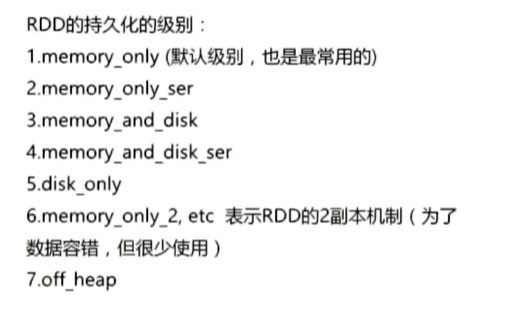 RDD的持久化的级别：
1.memory_only (默认级别，也是最常用的)
2.memory_only_ser
3.memory_and_disk
4.memory_and_disk_ser
5.disk_only
6.memory_only_2, etc 表示RDD的2副本机制（为了
数据容错，但很少使用）
7.off_heap